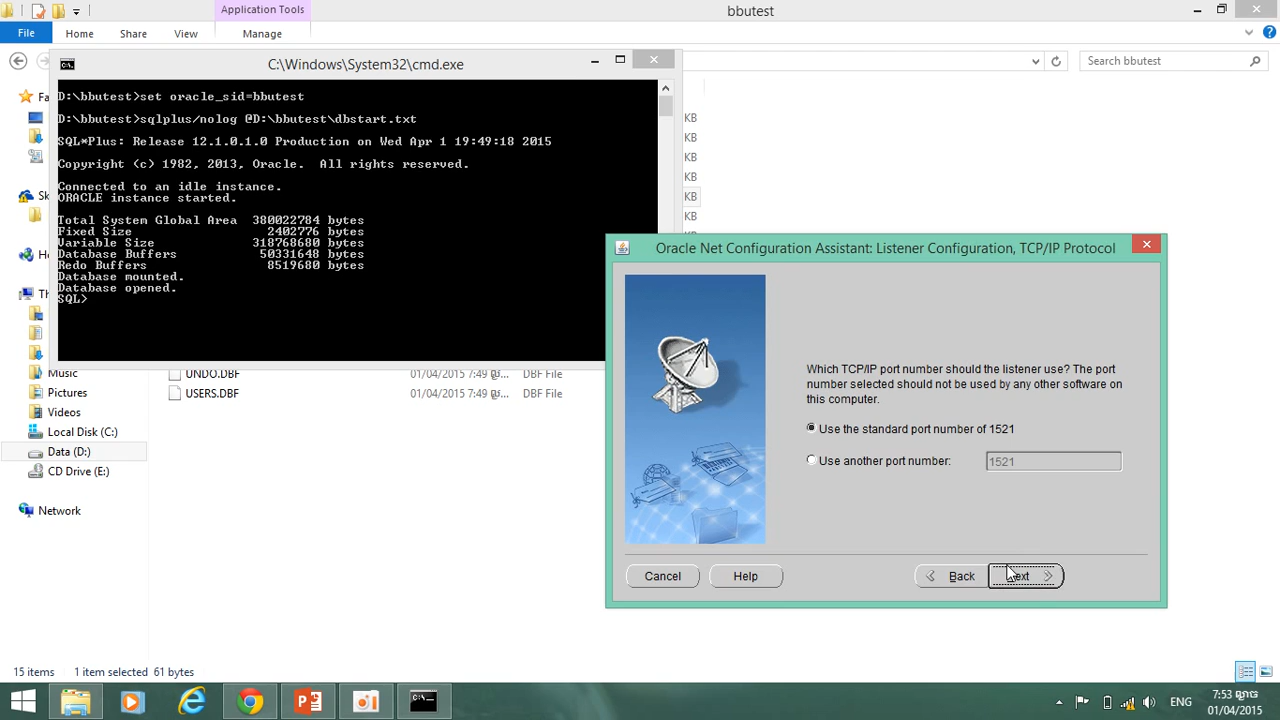 Application Tools
bbutest
File
Home
Share
View
Manage
Search bbutest
C:\Windows\System32\cmd.exe
D:\bbutest>set oracle_sid=bbutest
D:\bbutest>sqlplus/nolog @D:\bbutest\dbstart.txt
SQL*Plus: Release 12.1.0.1.0 Production on Wed Apr 1 19:49:18 2015
Copyright (c) 1982, 2013, Oracle.  All rights reserved.
Connected to an idle instance.
ORACLE instance started.
Total System Global Area  380022784 bytes
Fixed Size                  2402776 bytes
Variable Size             318768680 bytes
Database Buffers           50331648 bytes
Redo Buffers                8519680 bytes
Database mounted.
Database opened.
SQL>
Fa
Sk
H
Th
KB
KB
KB
KB
KB
KB
Music
Pictures
Videos
Local Disk (C:)
Data (D:)
CD Drive (E:)
Network
UNDO.DBF 01/04/2015 7:49 DBF File
USERS.DBF 01/04/2015 7:49 DBF File
Oracle Net Configuration Assistant: Listener Configuration, TCP/IP Protocol
Which TCP/IP port number should the listener use? The port
number selected should not be used by any other software on
this computer.
Use the standard port number of 1521
Use another port number: 1521
Cancel
Help
Back
15 items
1 item selected 61 bytes
ENG
7:53
01/04/2015